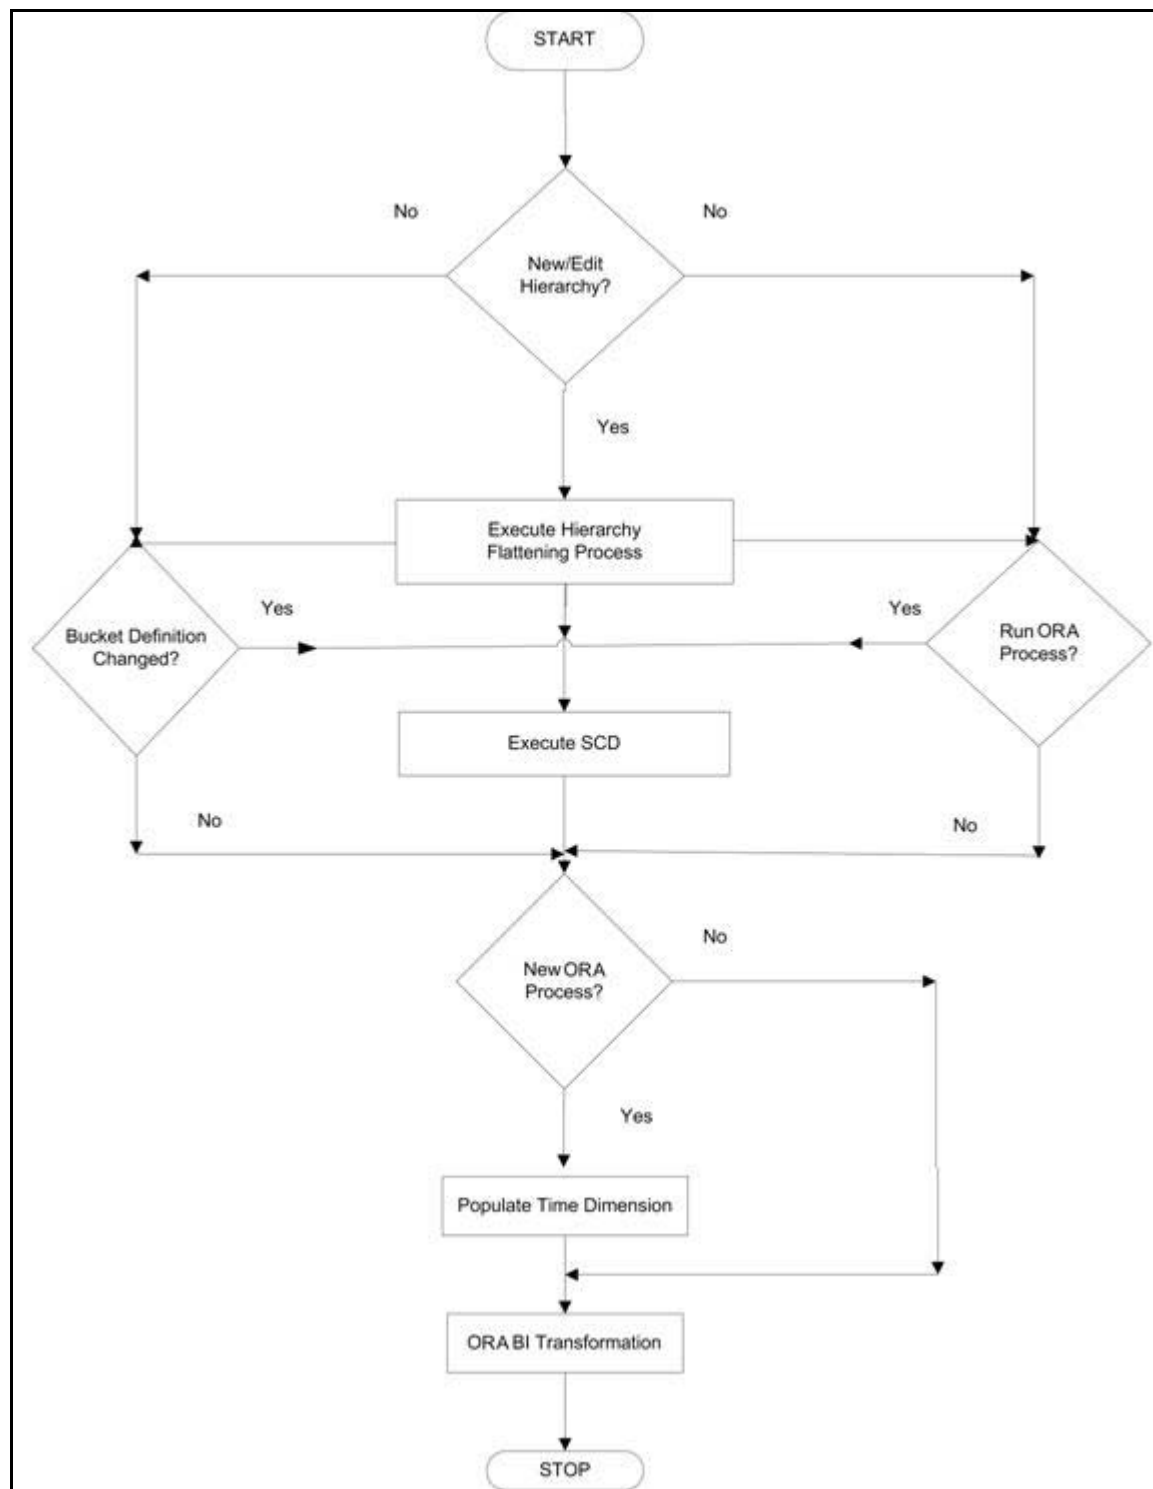 START
No
No
New/Edit
Hierarchy?
Yes
Execute Hierarchy
Flattening Process
Yes
Yes
Bucket Definition
Changed?
Run ORA
Process?
Execute SCD
No
No
No
New ORA
Process?
Yes
Populate Time Dimension
ORA BI Transformation
STOP